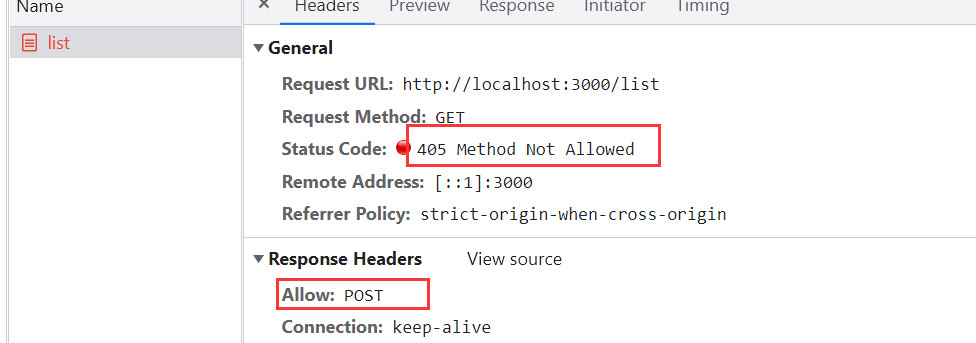 Name
× Headers Preview Response Initiator Timing
list
▼ General
Request URL: http://localhost:3000/list
Request Method: GET
Status Code: 405 Method Not Allowed
Remote Address: [::1]:3000
Referrer Policy: strict-origin-when-cross-origin
▼ Response Headers View source
Allow: POST
Connection: keep-alive